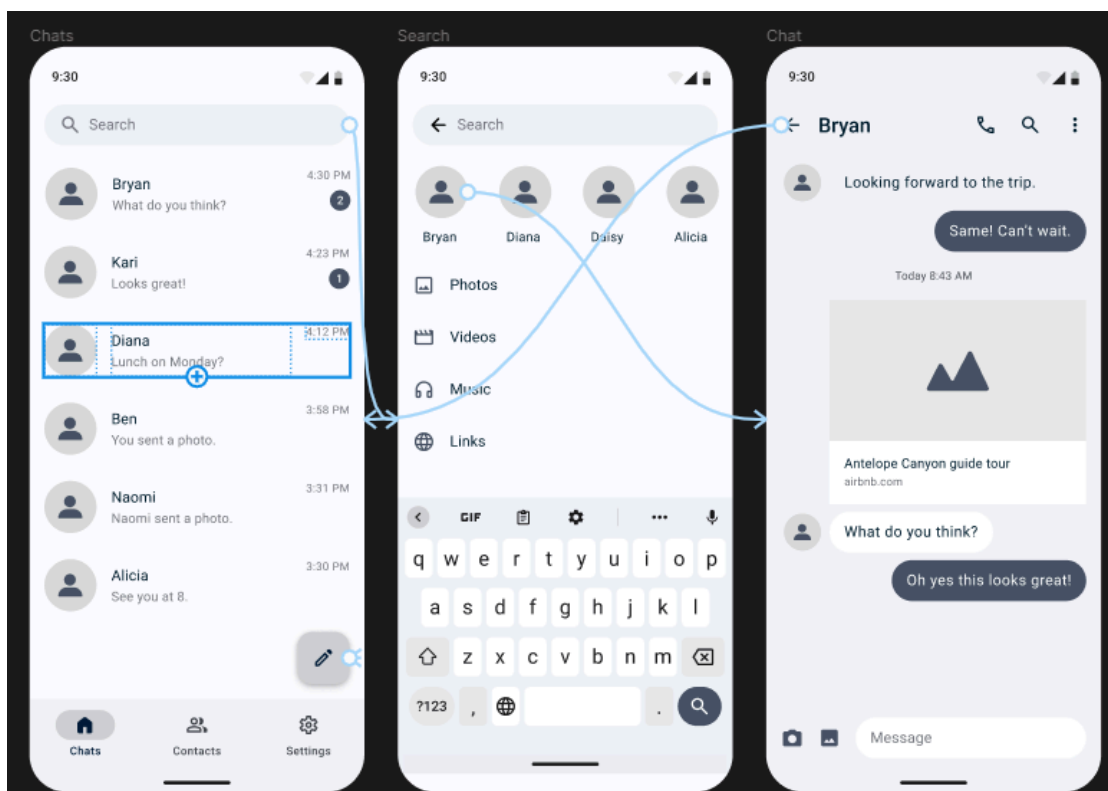 Chats
9:30
Search
Bryan
4:30 PM
What do you think?
2
Kari
4:23 PM
Looks great!
1
Diana
4:12 PM
Lunch on Monday?
Ben
3:58 PM
You sent a photo.
Naomi
3:31 PM
Naomi sent a photo.
Alicia
3:30 PM
See you at 8.
Chats Contacts Settings
Search
9:30
Search
Bryan Diana Daisy Alicia
Photos
Videos
Music
Links
GIF
q w e r t y u i o p
a s d f g h j k l
z x c v b n m
?123 , .
Chat
9:30
Bryan
Looking forward to the trip.
Same! Can't wait.
Today 8:43 AM
Antelope Canyon guide tour
airbnb.com
What do you think?
Oh yes this looks great!
Message